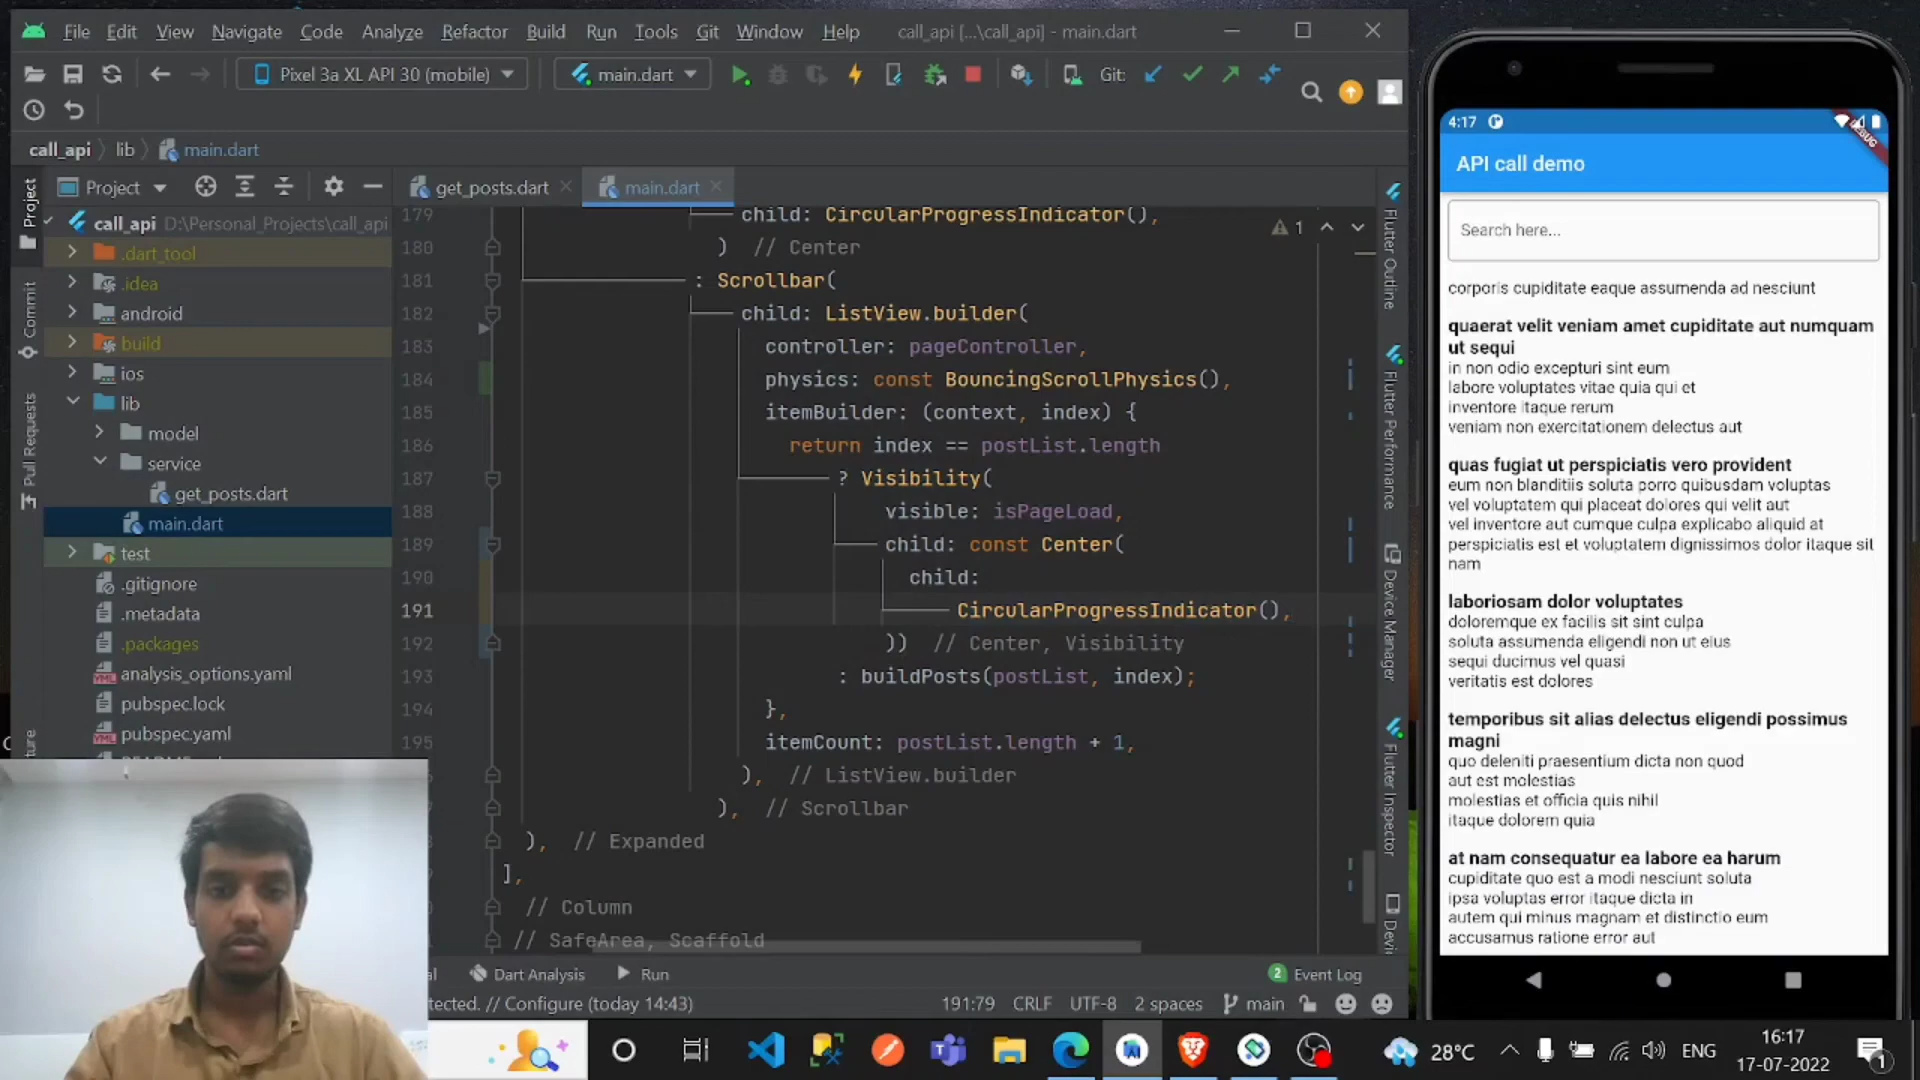 File Edit View Navigate Code Analyze Refactor Build Run Tools Git Window Help call_api [...\call_api] - main.dart
Pixel 3a XL API 30 (mobile) main.dart Git:
call_api lib main.dart
Project
get_posts.dart main.dart
Project
Commit
Pull Requests
call_api D:\Personal_Projects\call_api
.dart_tool
.idea
android
build
ios
lib
model
service
get_posts.dart
main.dart
test
.gitignore
.metadata
.packages
analysis_options.yaml
pubspec.lock
pubspec.yaml
1
179 child: CircularProgressIndicator(),
180 ) // Center
181 : Scrollbar(
182 child: ListView.builder(
183 controller: pageController,
184 physics: const BouncingScrollPhysics(),
185 itemBuilder: (context, index) {
186 return index == postList.length
187 ? Visibility(
188 visible: isPageLoad,
189 child: const Center(
190 child:
191 CircularProgressIndicator(),
192 )) // Center, Visibility
193 : buildPosts(postList, index);
194 },
195 itemCount: postList.length + 1,
), // ListView.builder
), // Scrollbar
), // Expanded
],
// Column
// SafeArea, Scaffold
Flutter Outline
Flutter Performance
Device Manager
Flutter Inspector
Dart Analysis Run 2 Event Log
tected. // Configure (today 14:43) 191:79 CRLF UTF-8 2 spaces main
4:17
DEBUG
API call demo
Search here...
corporis cupiditate eaque assumenda ad nesciunt
quaerat velit veniam amet cupiditate aut numquam
ut sequi
in non odio excepturi sint eum
labore voluptates vitae quia qui et
inventore itaque rerum
veniam non exercitationem delectus aut
quas fugiat ut perspiciatis vero provident
eum non blanditiis soluta porro quibusdam voluptas
vel voluptatem qui placeat dolores qui velit aut
vel inventore aut cumque culpa explicabo aliquid at
perspiciatis est et voluptatem dignissimos dolor itaque sit
nam
laboriosam dolor voluptates
doloremque ex facilis sit sint culpa
soluta assumenda eligendi non ut eius
sequi ducimus vel quasi
veritatis est dolores
temporibus sit alias delectus eligendi possimus
magni
quo deleniti praesentium dicta non quod
aut est molestias
molestias et officia quis nihil
itaque dolorem quia
at nam consequatur ea labore ea harum
cupiditate quo est a modi nesciunt soluta
ipsa voluptas error itaque dicta in
autem qui minus magnam et distinctio eum
accusamus ratione error aut
28°C ENG 16:17
17-07-2022
1